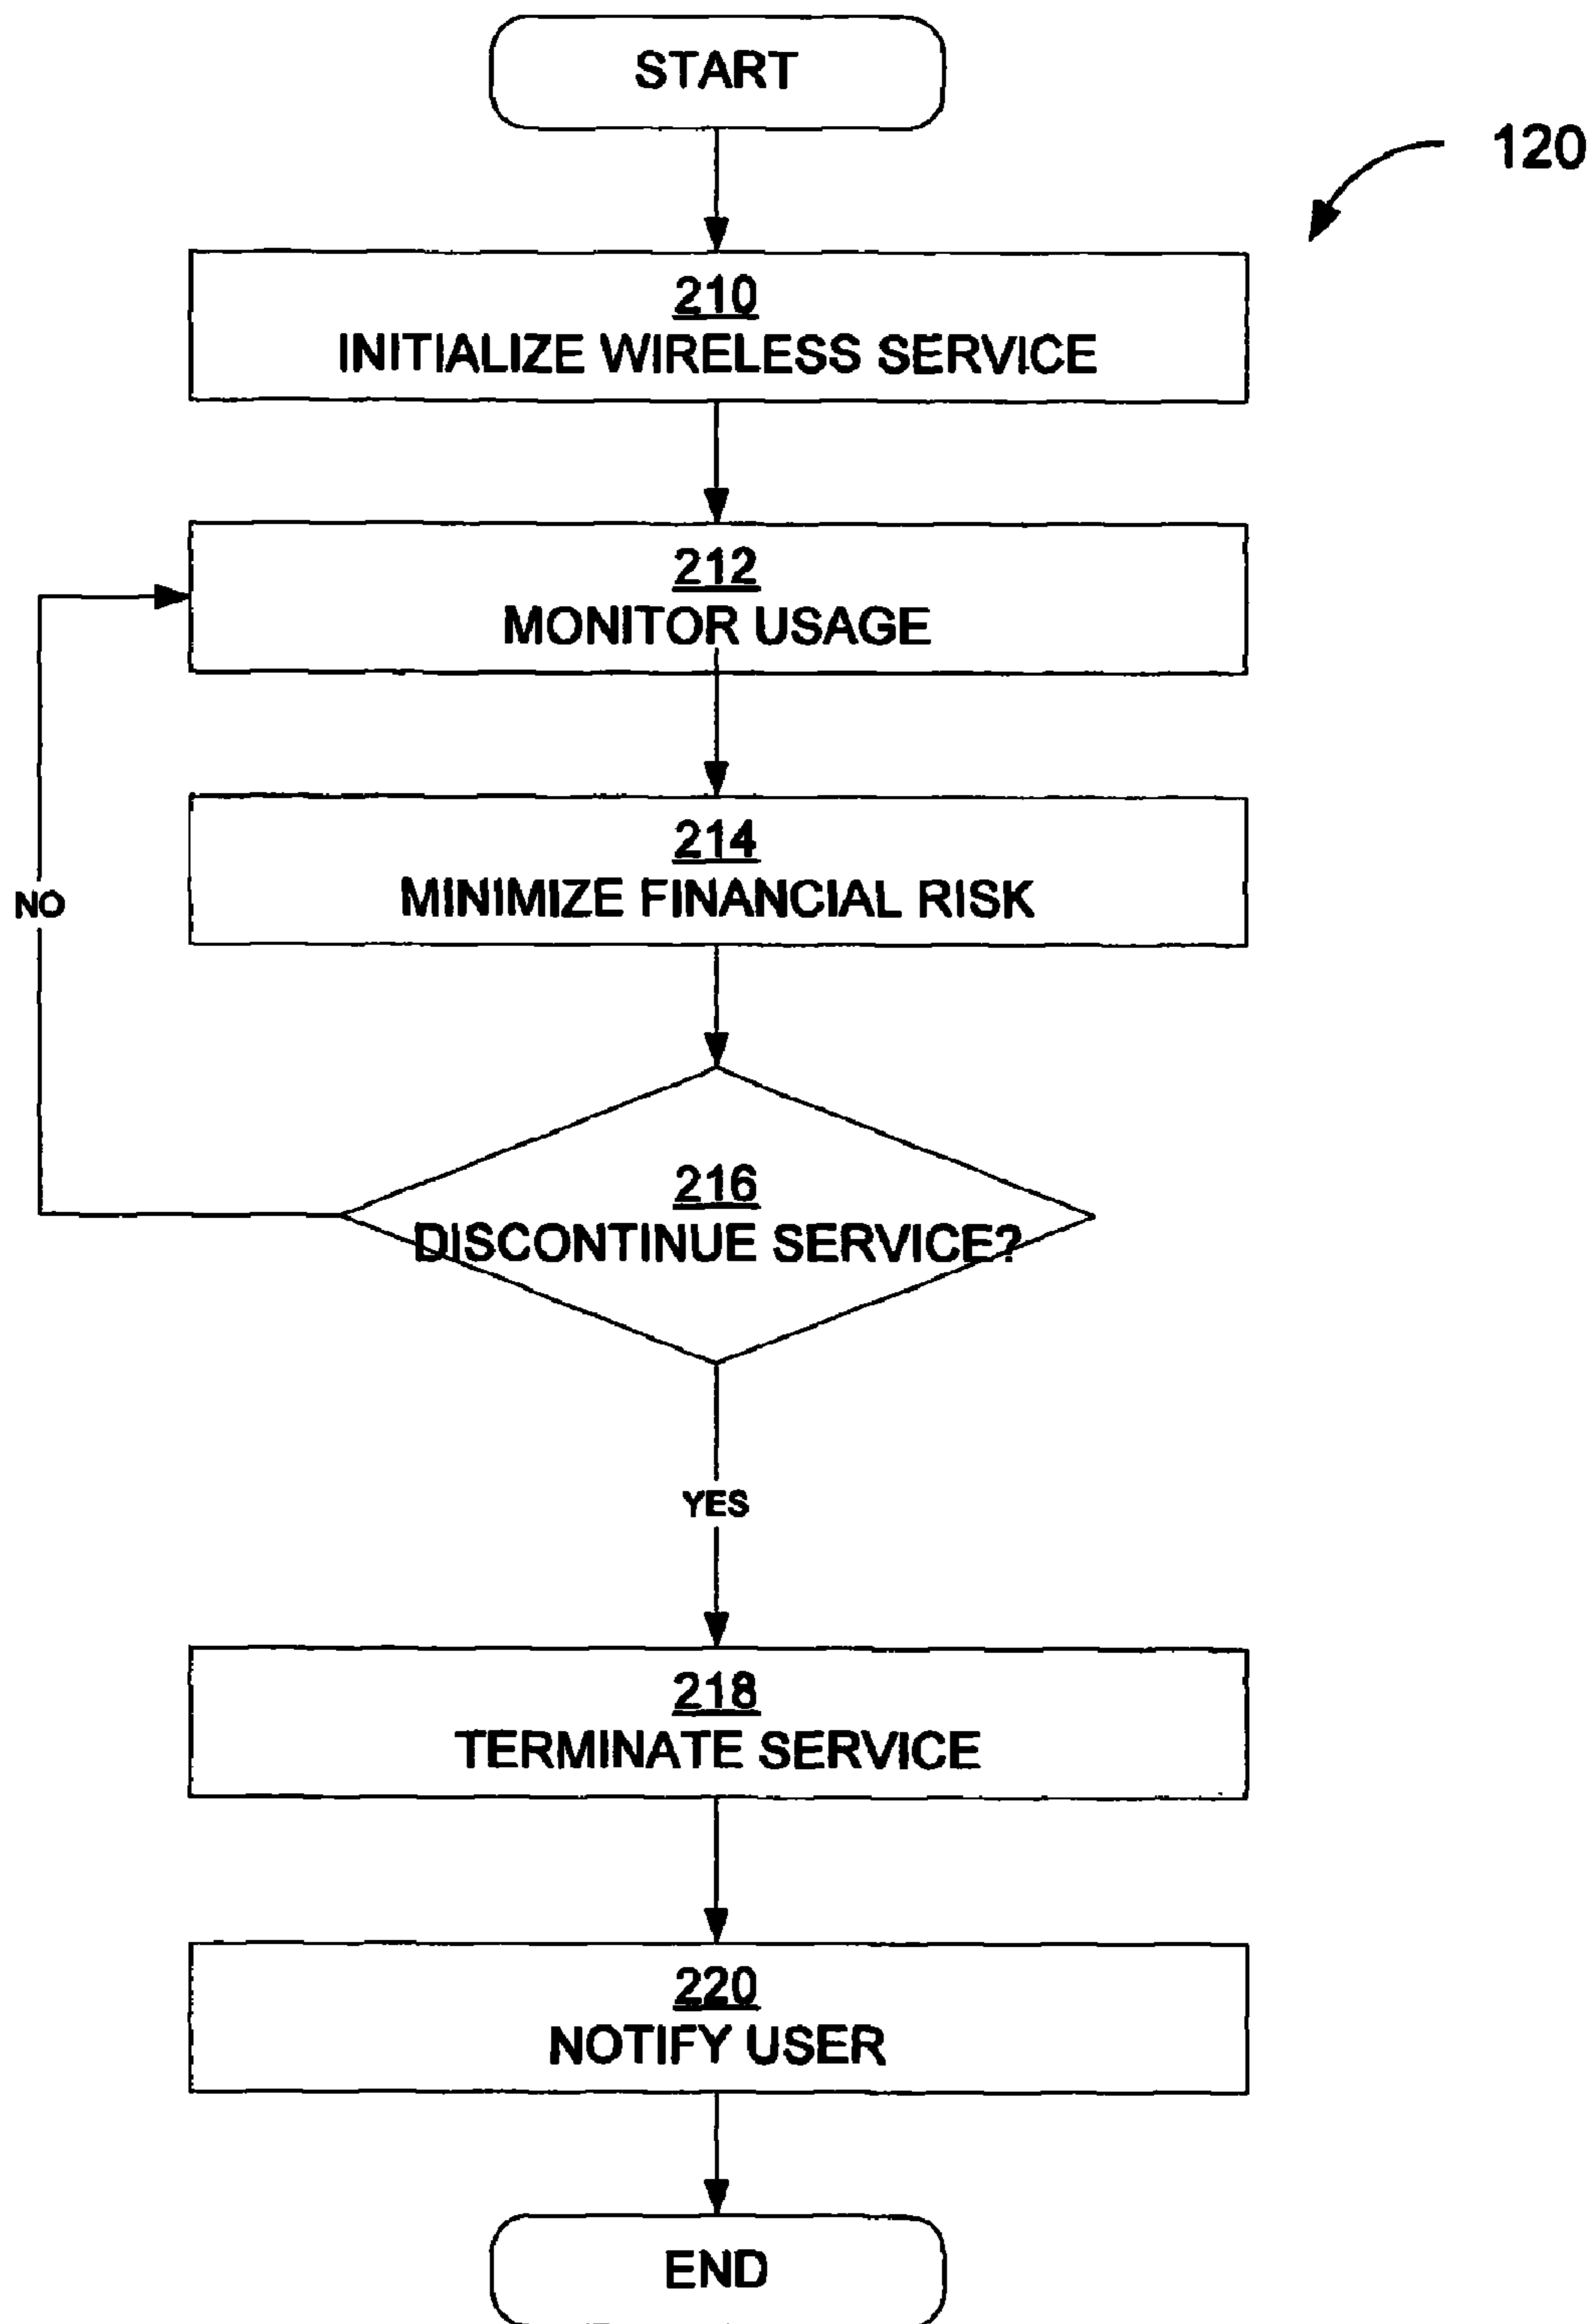 START
120
210
INITIALIZE WIRELESS SERVICE
212
MONITOR USAGE
214
MINIMIZE FINANCIAL RISK
NO
216
DISCONTINUE SERVICE?
YES
218
TERMINATE SERVICE
220
NOTIFY USER
END